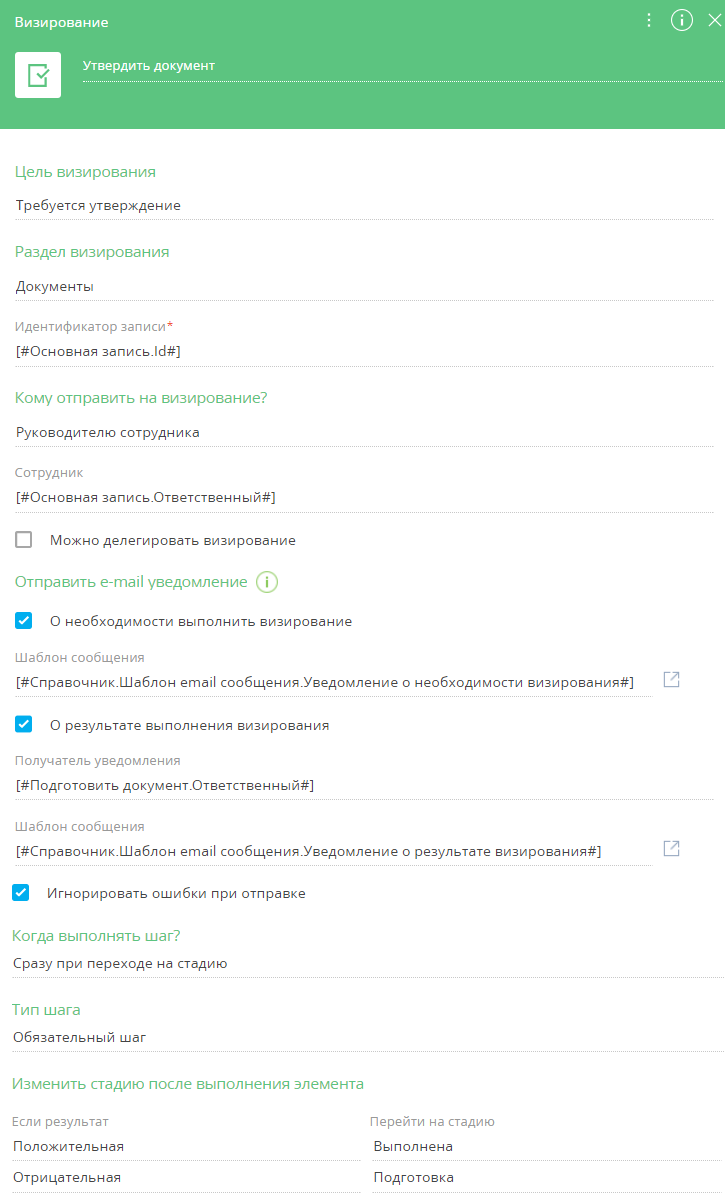 Визирование
Утвердить документ
Цель визирования
Требуется утверждение
Раздел визирования
Документы
Идентификатор записи*
[#Основная запись.Id#]
Кому отправить на визирование?
Руководителю сотрудника
Сотрудник
[#Основная запись.Ответственный#]
Можно делегировать визирование
Отправить e-mail уведомление
О необходимости выполнить визирование
Шаблон сообщения
[#Справочник.Шаблон email сообщения.Уведомление о необходимости визирования#]
О результате выполнения визирования
Получатель уведомления
[#Подготовить документ.Ответственный#]
Шаблон сообщения
[#Справочник.Шаблон email сообщения.Уведомление о результате визирования#]
Игнорировать ошибки при отправке
Когда выполнять шаг?
Сразу при переходе на стадию
Тип шага
Обязательный шаг
Изменить стадию после выполнения элемента
Если результат Перейти на стадию
Положительная Выполнена
Отрицательная Подготовка